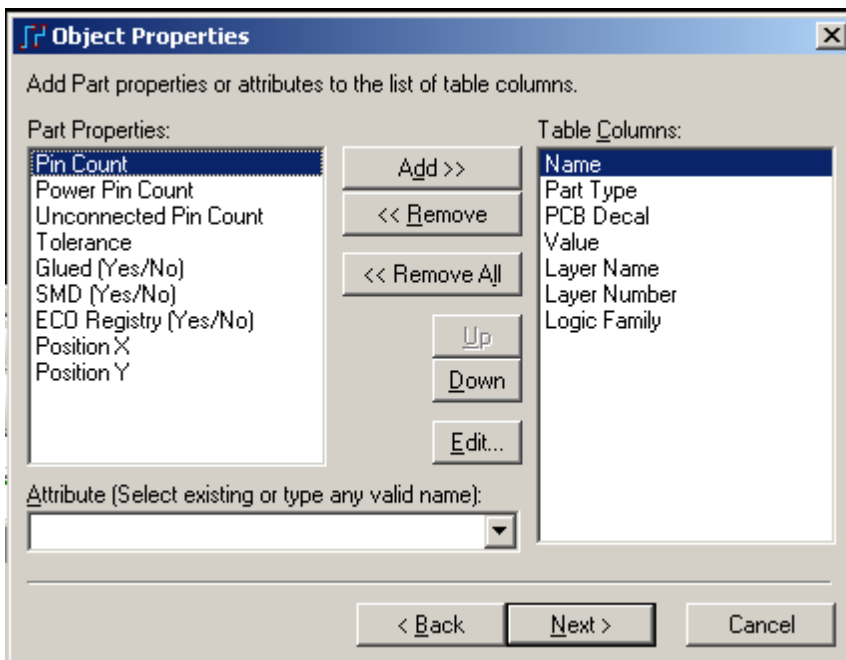 Object Properties
Add Part properties or attributes to the list of table columns.
Part Properties:
Pin Count
Power Pin Count
Unconnected Pin Count
Tolerance
Glued (Yes/No)
SMD (Yes/No)
ECO Registry (Yes/No)
Position X
Position Y
Add >>
<< Remove
<< Remove All
Up
Down
Edit...
Table Columns:
Name
Part Type
PCB Decal
Value
Layer Name
Layer Number
Logic Family
Attribute (Select existing or type any valid name):
< Back
Next >
Cancel